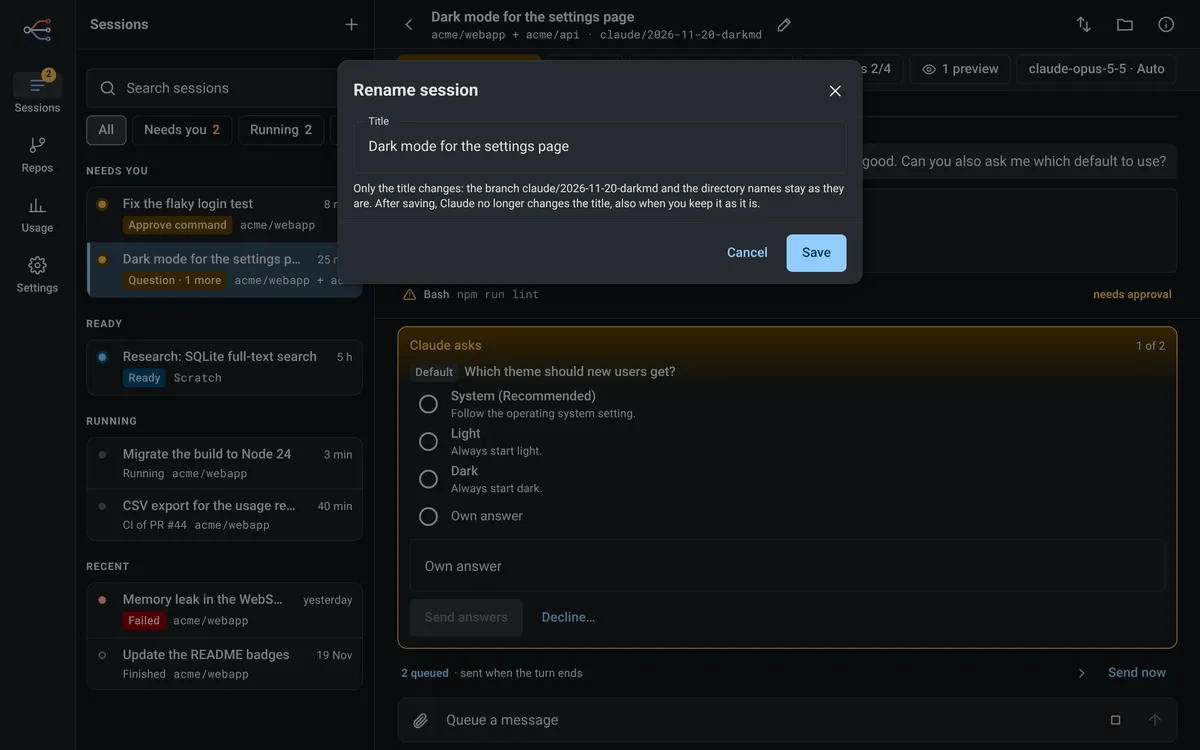 Sessions
2
Sessions
Repos
Usage
Settings
Search sessions
All
Needs you 2
Running 2
NEEDS YOU
Fix the flaky login test
8
Approve command acme/webapp
Dark mode for the settings p…
25
Question · 1 more acme/webapp +
READY
Research: SQLite full-text search
5 h
Ready Scratch
RUNNING
Migrate the build to Node 24
3 min
Running acme/webapp
CSV export for the usage re…
40 min
CI of PR #44 acme/webapp
RECENT
Memory leak in the WebS…
yesterday
Failed acme/webapp
Update the README badges
19 Nov
Finished acme/webapp
Dark mode for the settings page
acme/webapp + acme/api · claude/2026-11-20-darkmd
2/4
1 preview
claude-opus-5-5 · Auto
Rename session
Title
Dark mode for the settings page
Only the title changes: the branch claude/2026-11-20-darkmd and the directory names stay as they
are. After saving, Claude no longer changes the title, also when you keep it as it is.
Cancel
Save
good. Can you also ask me which default to use?
Bash npm run lint
needs approval
Claude asks
1 of 2
Default Which theme should new users get?
System (Recommended)
Follow the operating system setting.
Light
Always start light.
Dark
Always start dark.
Own answer
Own answer
Send answers
Decline…
2 queued · sent when the turn ends
Send now
Queue a message